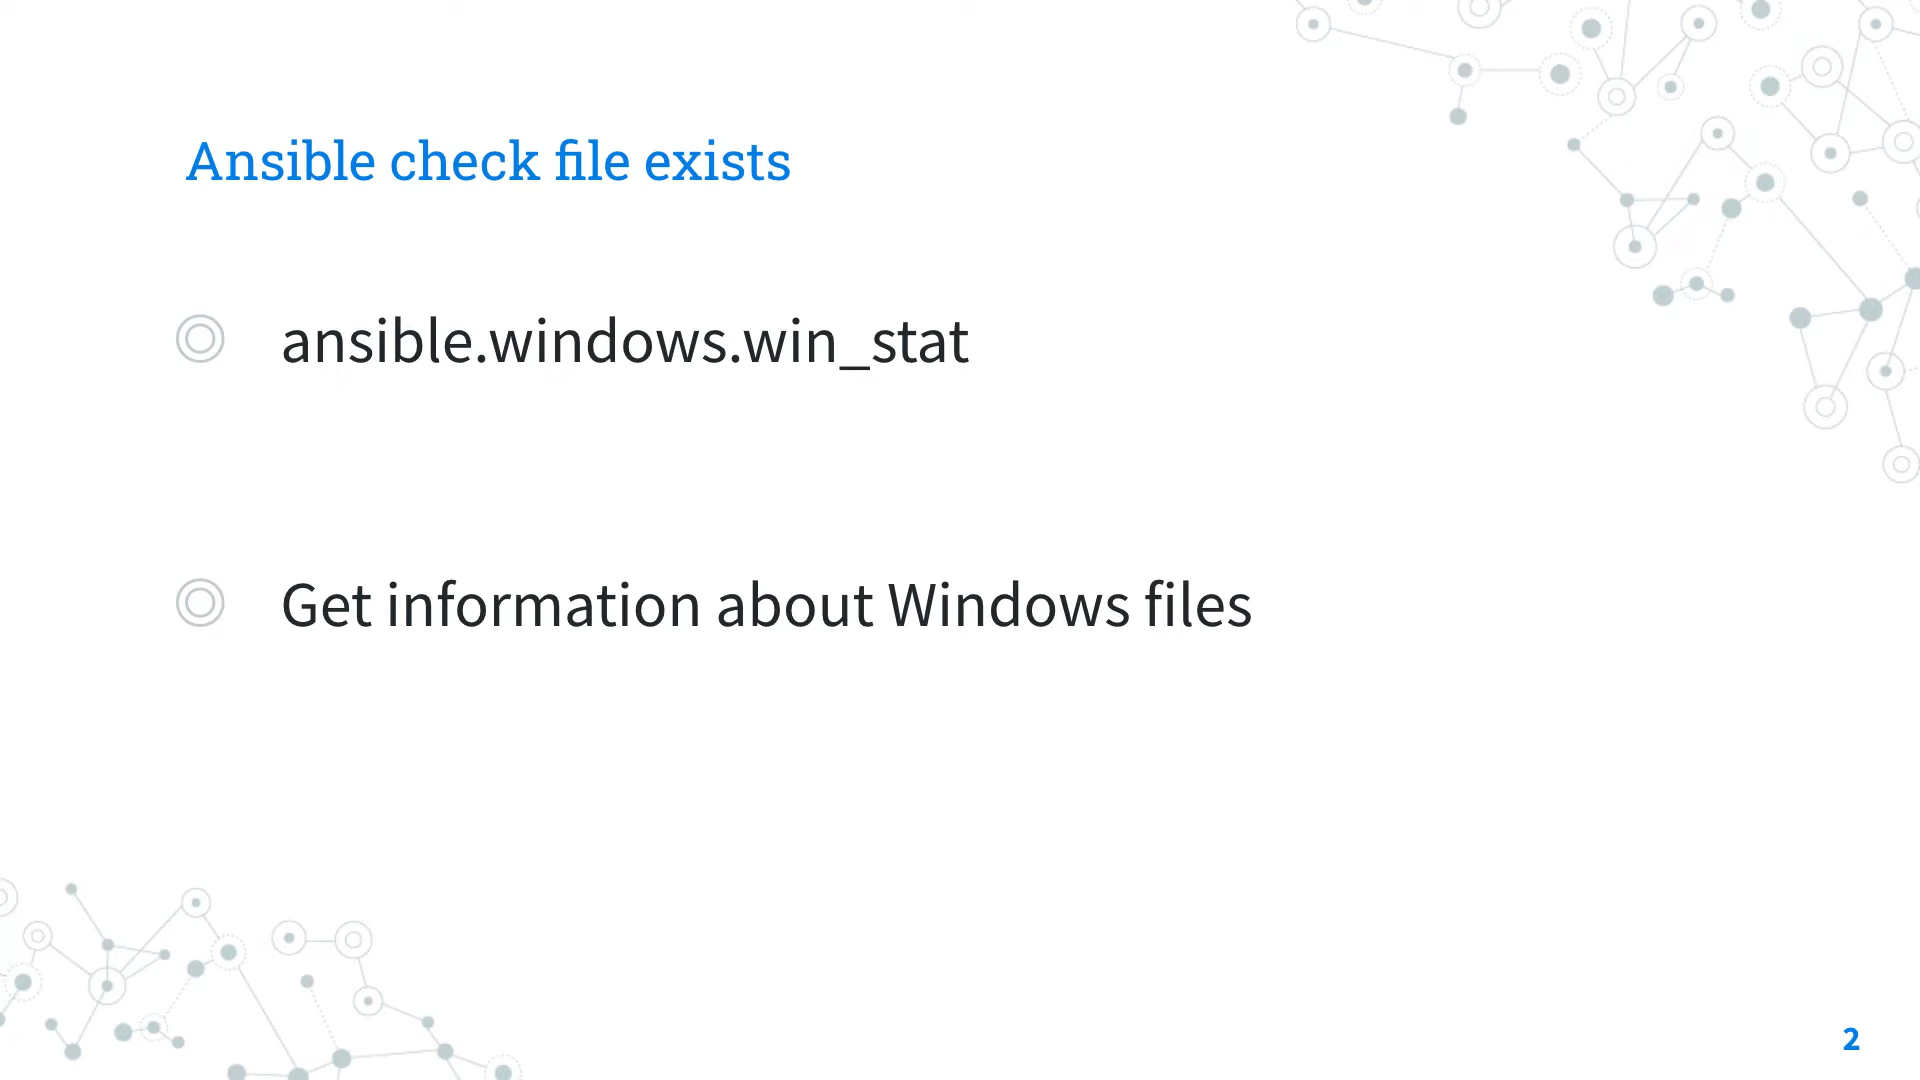 Ansible check file exists
ansible.windows.win_stat
Get information about Windows files
2